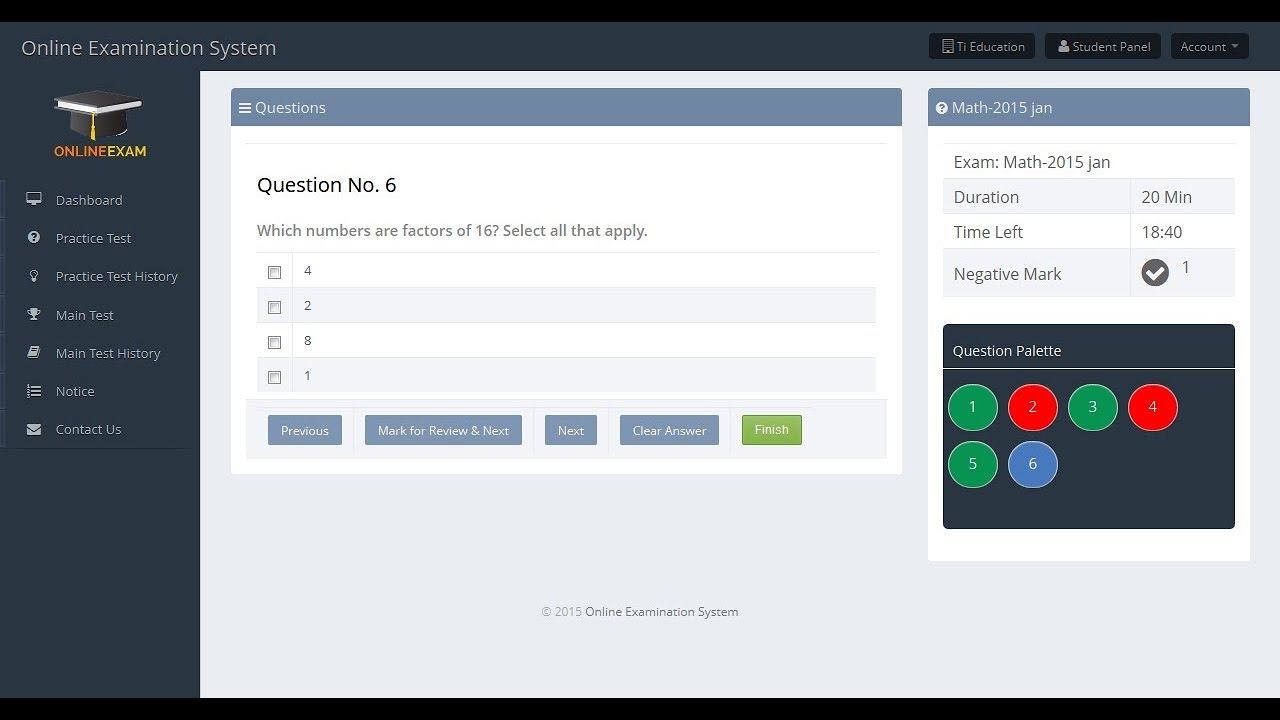 Online Examination System
Ti Education
Student Panel
Account
ONLINEEXAM
Dashboard
Practice Test
Practice Test History
Main Test
Main Test History
Notice
Contact Us
Questions
Question No. 6
Which numbers are factors of 16? Select all that apply.
4
2
8
1
Previous
Mark for Review & Next
Next
Clear Answer
Finish
Math-2015 jan
Exam: Math-2015 jan
Duration 20 Min
Time Left 18:40
Negative Mark 1
Question Palette
1 2 3 4
5 6
© 2015 Online Examination System